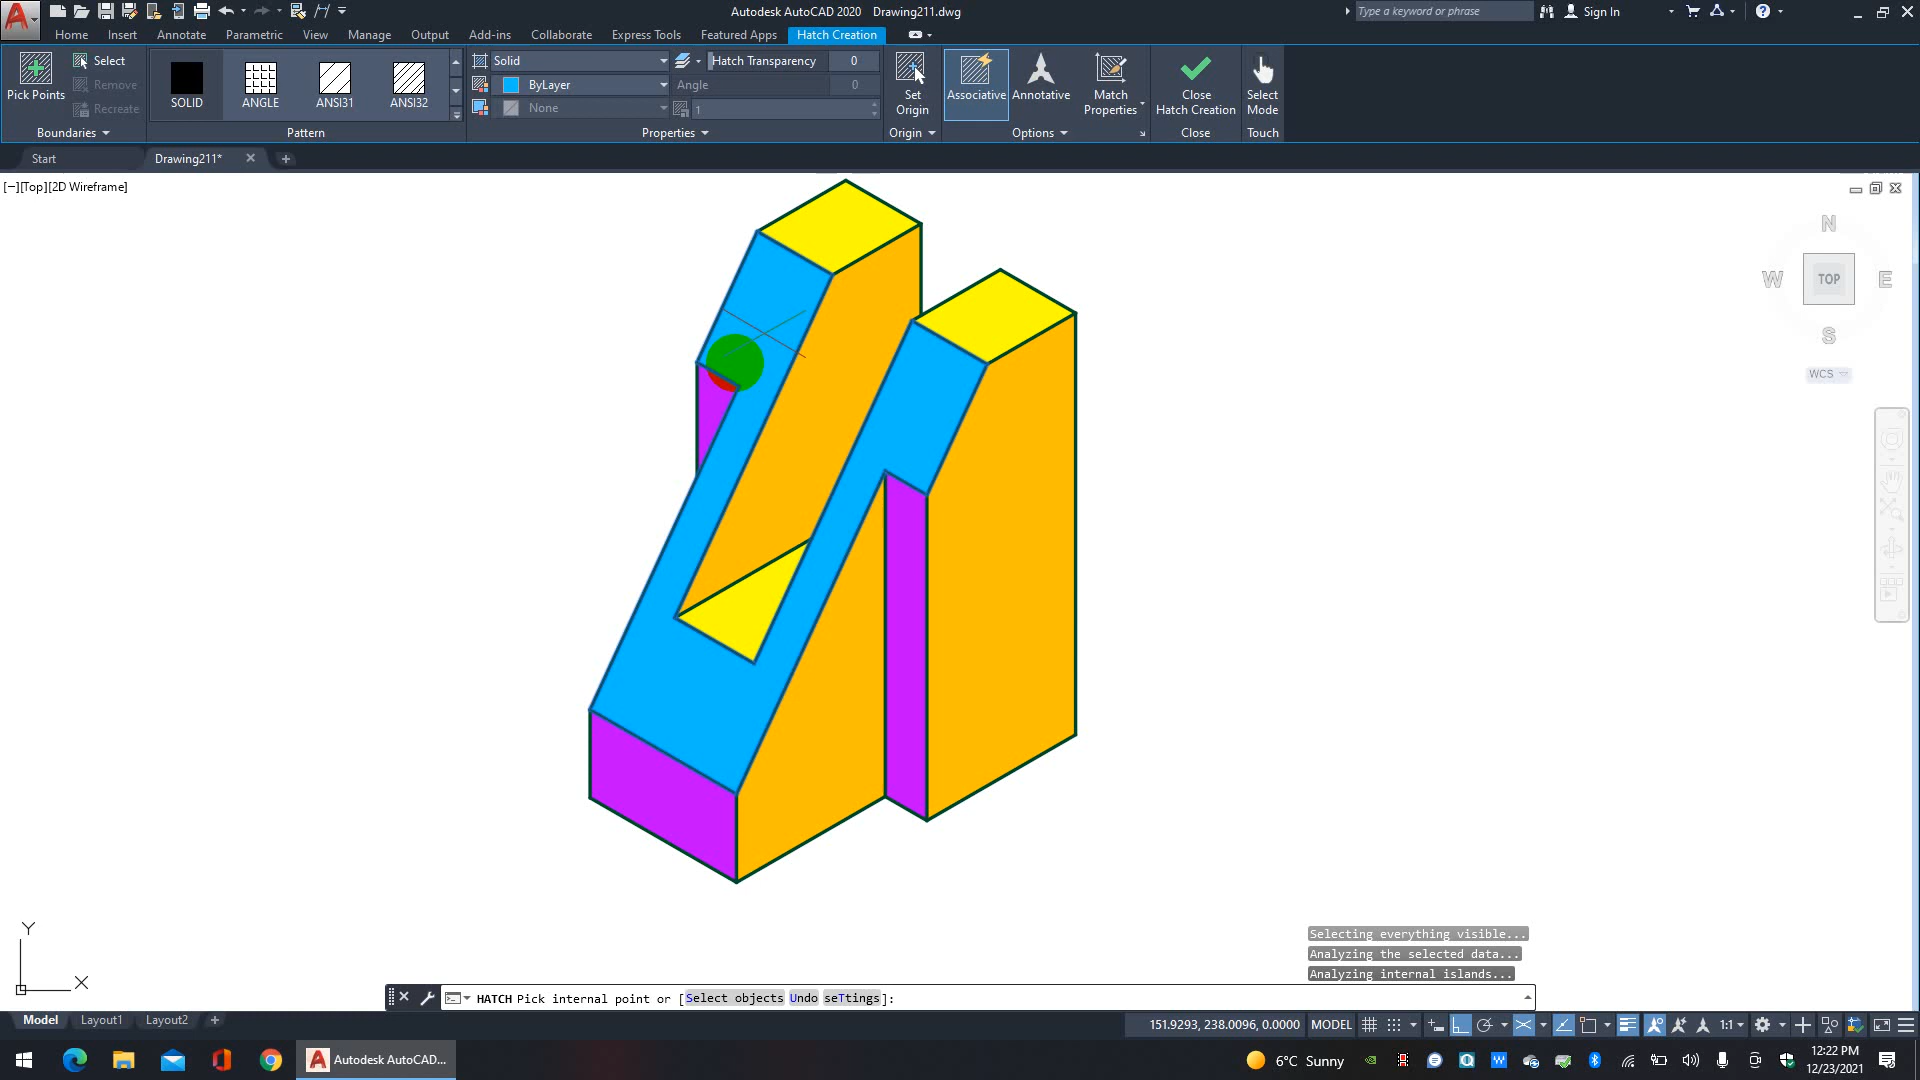 Autodesk AutoCAD 2020 Drawing211.dwg
Type a keyword or phrase
Sign In
Home Insert Annotate Parametric View Manage Output Add-ins Collaborate Express Tools Featured Apps Hatch Creation
Pick Points
Select
Remove
Recreate
Boundaries
SOLID ANGLE ANSI31 ANSI32
Pattern
Solid
ByLayer
None
Hatch Transparency 0
Angle 0
1
Properties
Set Origin
Origin
Associative
Annotative
Match Properties
Options
Close Hatch Creation
Close
Select Mode
Touch
Start Drawing211*
[−][Top][2D Wireframe]
N
W TOP E
S
WCS
Y
X
Selecting everything visible...
Analyzing the selected data...
Analyzing internal islands...
HATCH Pick internal point or [Select objects Undo seTtings]:
Model Layout1 Layout2
151.9293, 238.0096, 0.0000 MODEL 1:1
Autodesk AutoCAD...
6°C Sunny
12:22 PM
12/23/2021